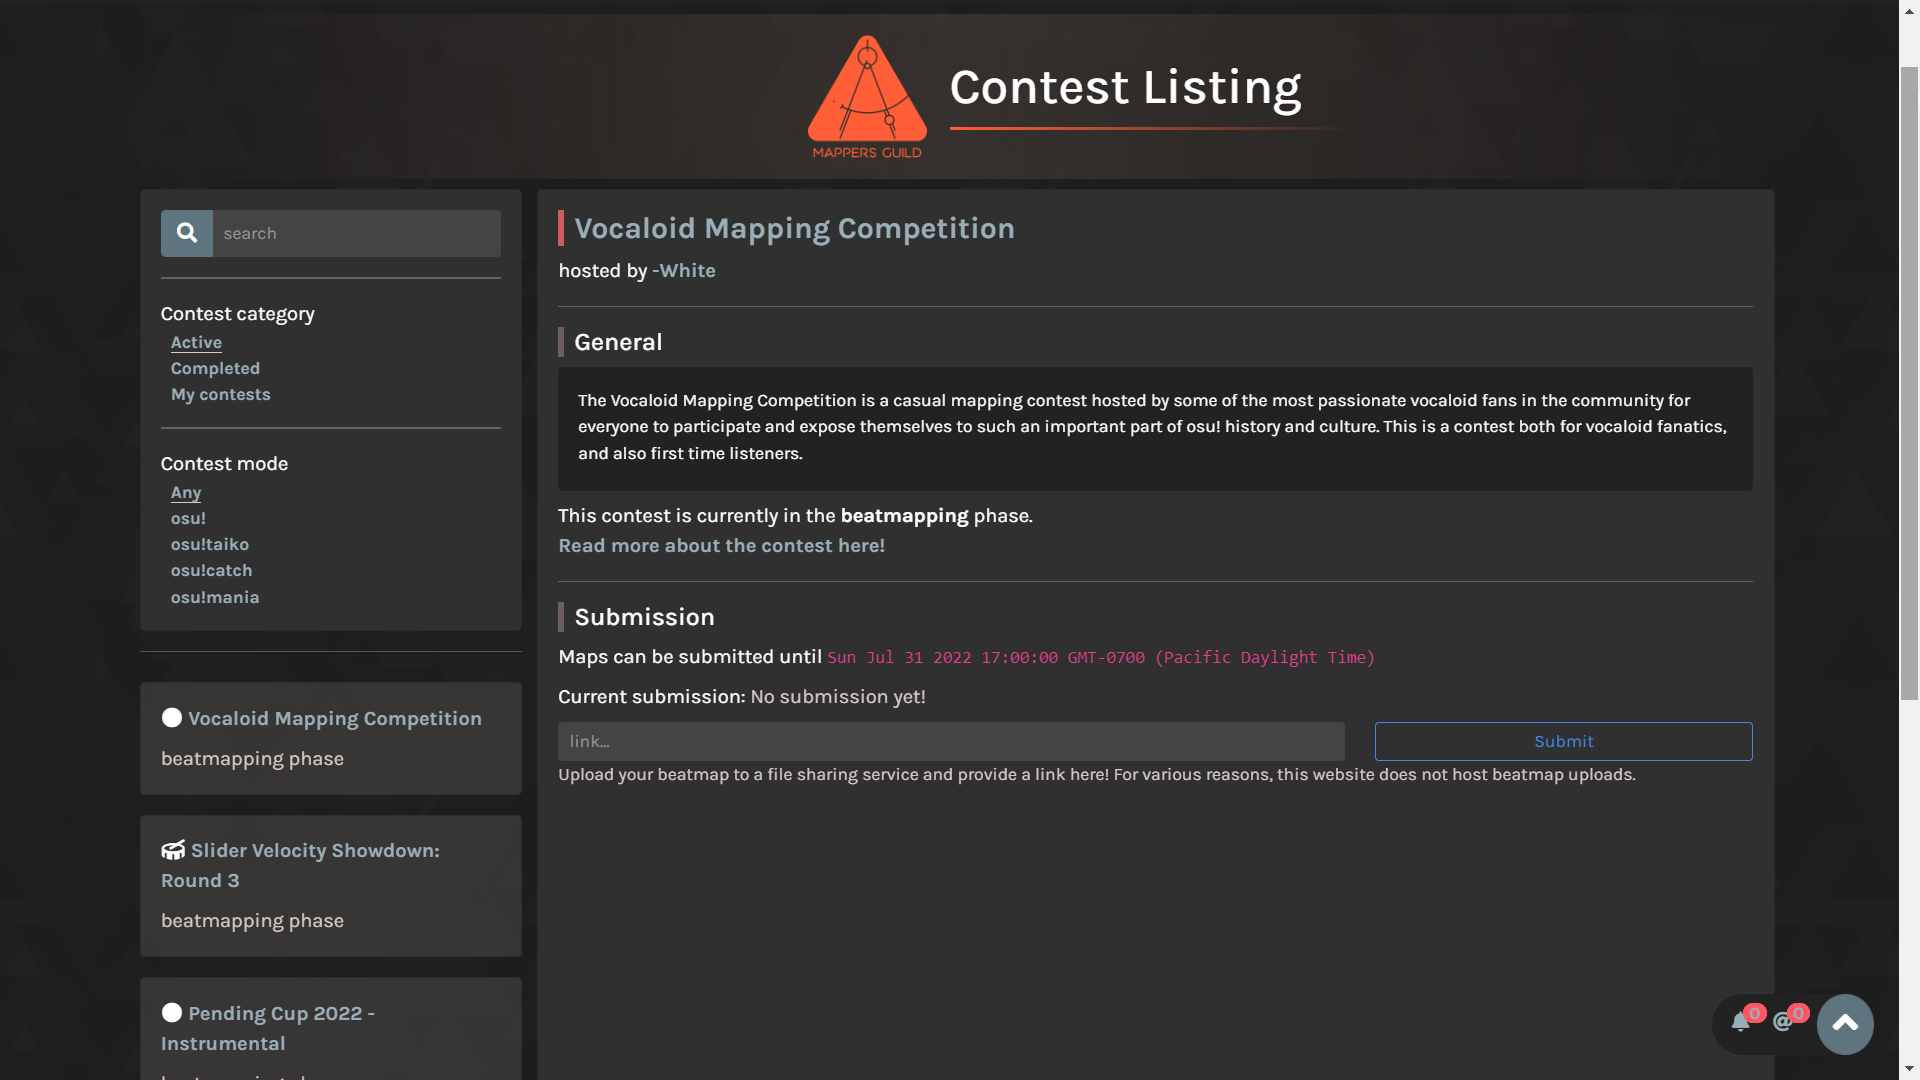 MAPPERS GUILD
Contest Listing
search
Contest category
Active
Completed
My contests
Contest mode
Any
osu!
osu!taiko
osu!catch
osu!mania
Vocaloid Mapping Competition
beatmapping phase
Slider Velocity Showdown:
Round 3
beatmapping phase
Pending Cup 2022 -
Instrumental
Vocaloid Mapping Competition
hosted by -White
General
The Vocaloid Mapping Competition is a casual mapping contest hosted by some of the most passionate vocaloid fans in the community for
everyone to participate and expose themselves to such an important part of osu! history and culture. This is a contest both for vocaloid fanatics,
and also first time listeners.
This contest is currently in the beatmapping phase.
Read more about the contest here!
Submission
Maps can be submitted until Sun Jul 31 2022 17:00:00 GMT-0700 (Pacific Daylight Time)
Current submission: No submission yet!
link...
Submit
Upload your beatmap to a file sharing service and provide a link here! For various reasons, this website does not host beatmap uploads.
0 @ 0